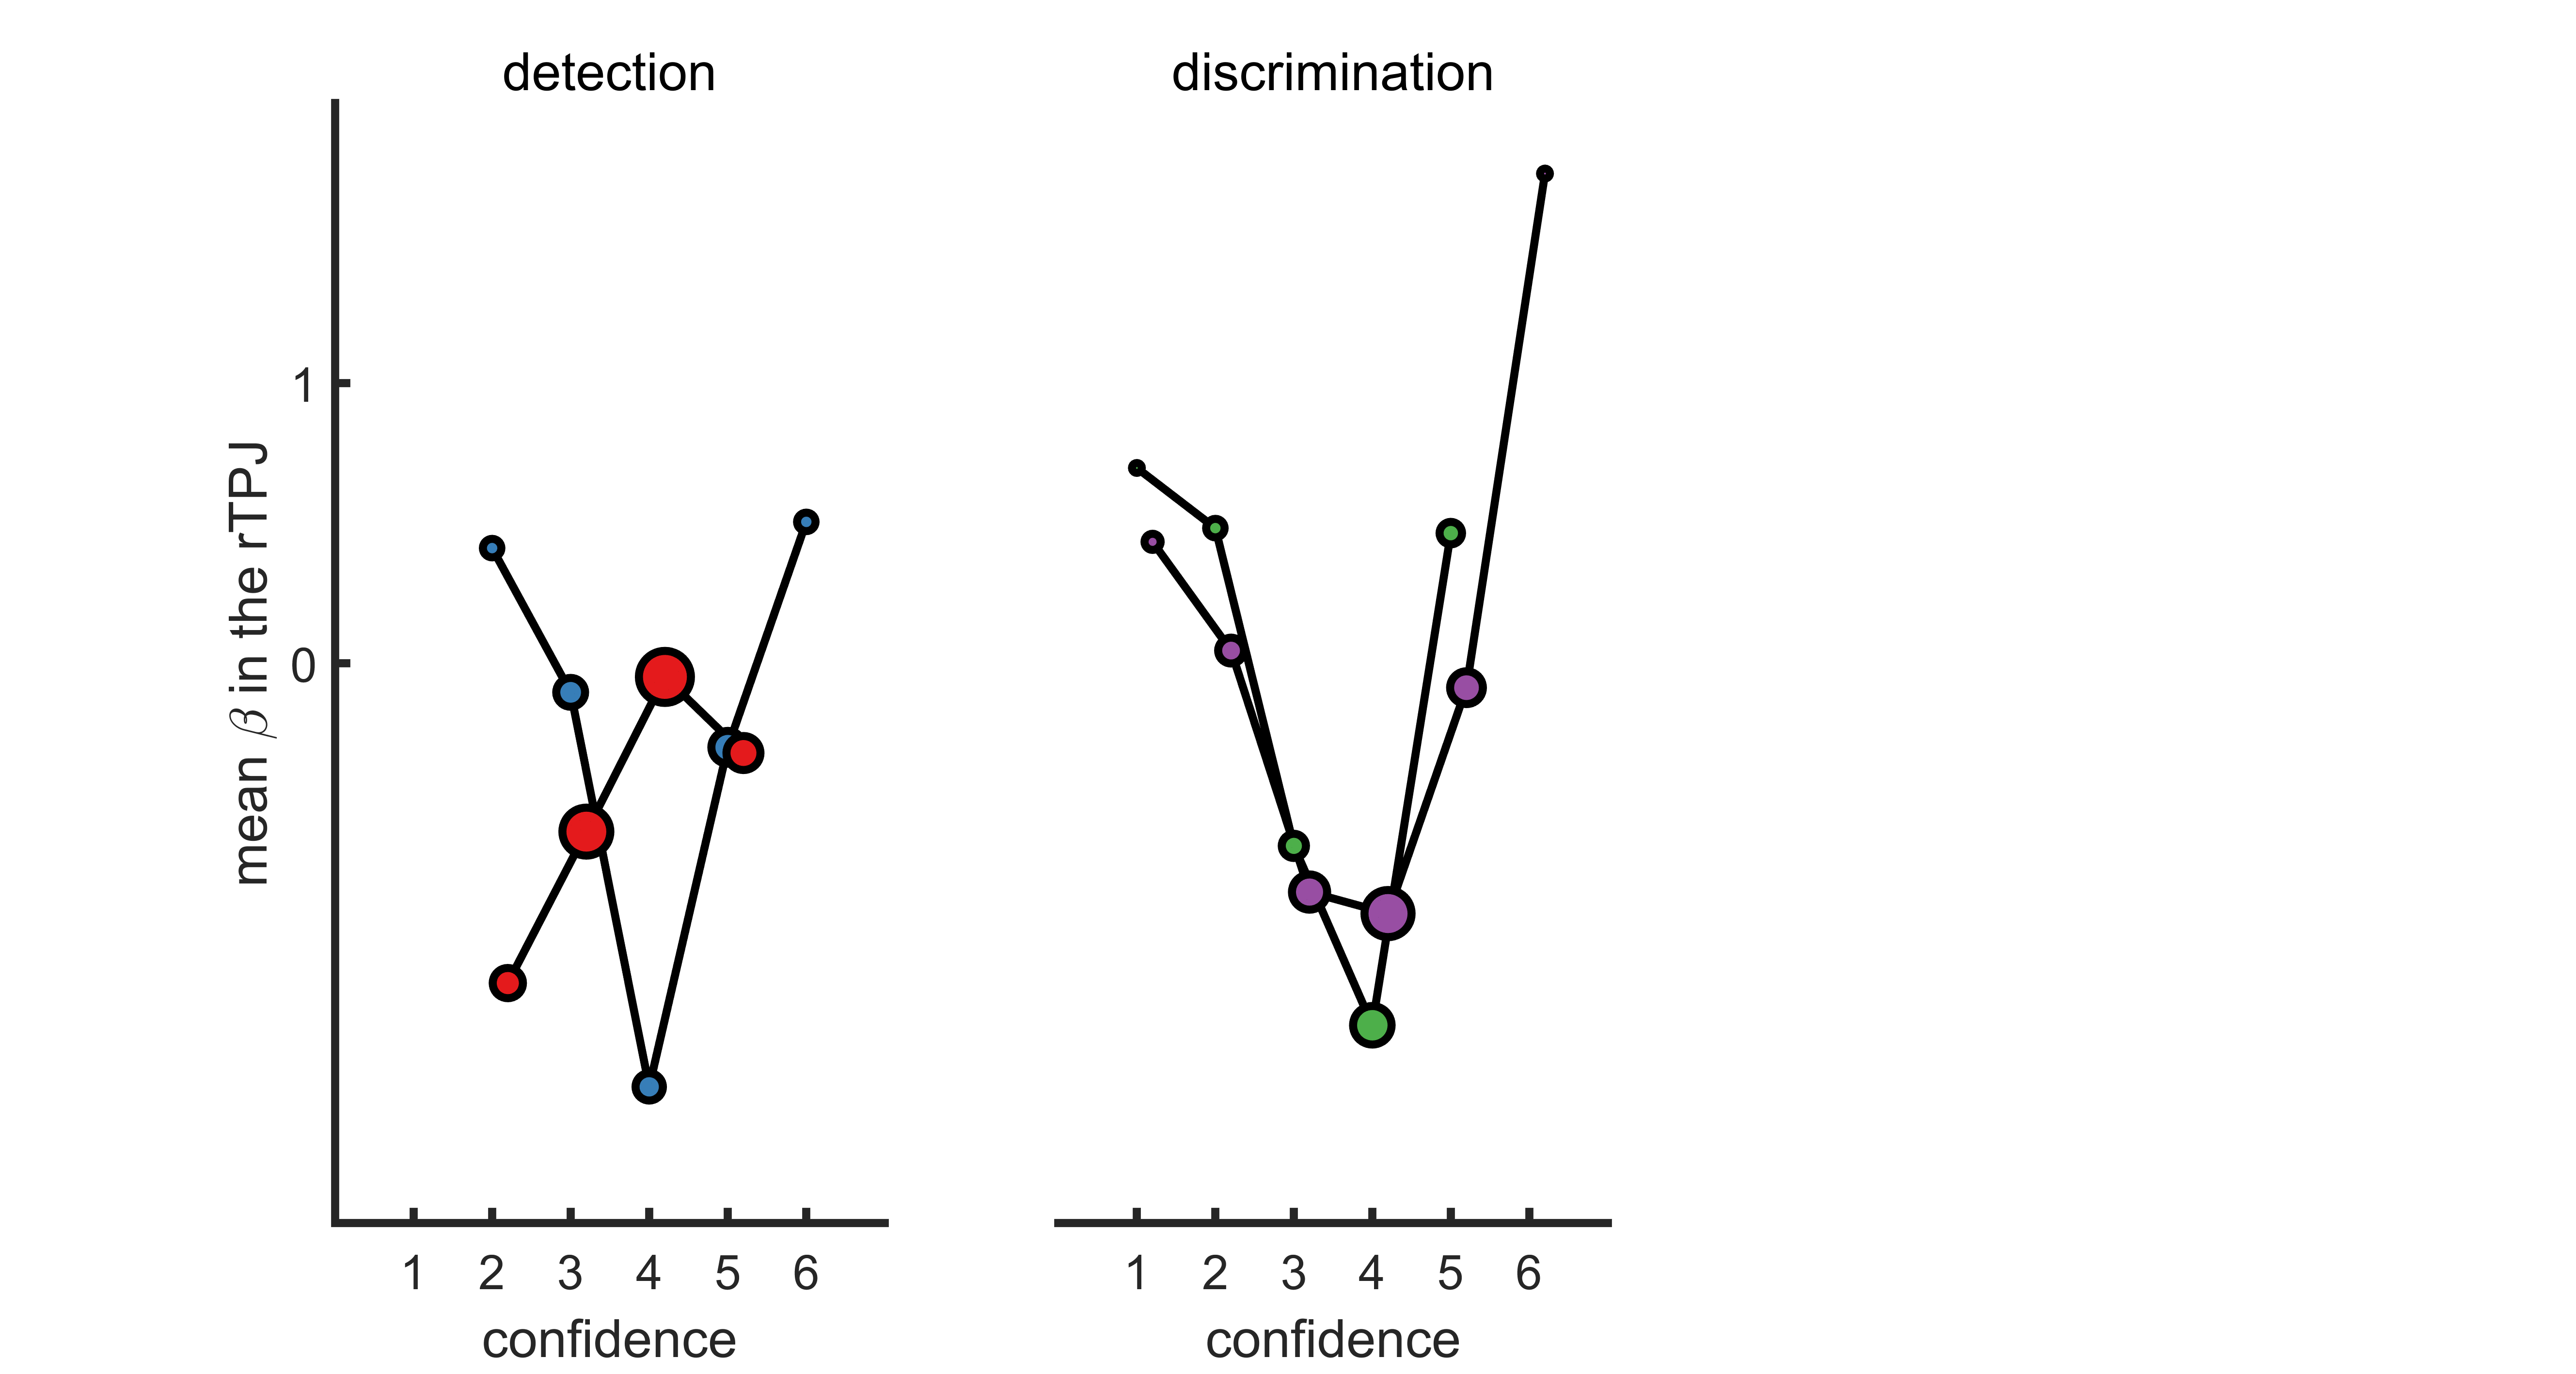 detection
discrimination
mean β in the rTPJ
1
0
1 2 3 4 5 6
1 2 3 4 5 6
confidence
confidence